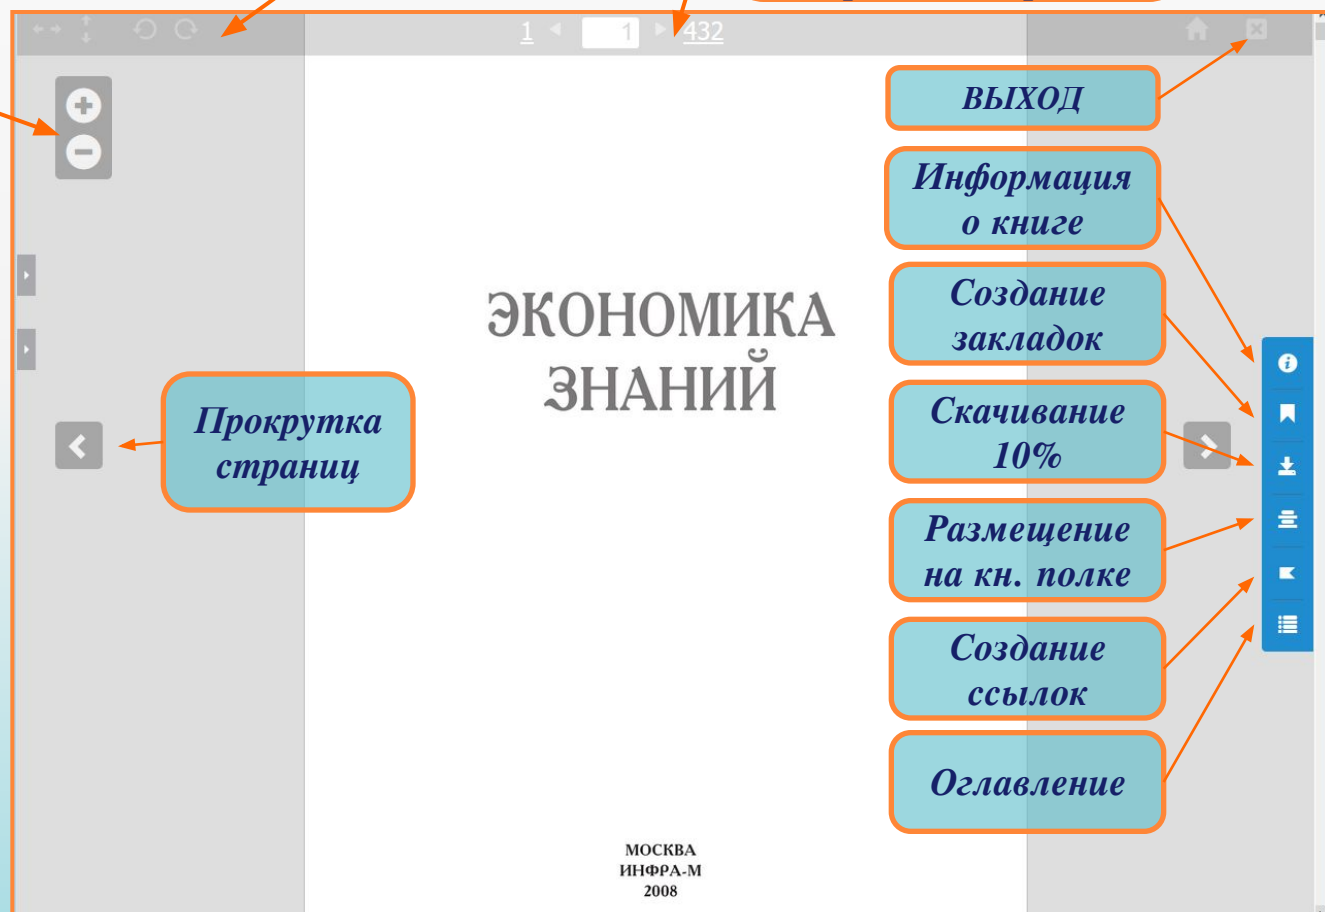 1 1 432
ВЫХОД
Информация
о книге
Создание
закладок
ЭКОНОМИКА
ЗНАНИЙ
Прокрутка
страниц
Скачивание
10%
Размещение
на кн. полке
Создание
ссылок
Оглавление
МОСКВА
ИНФРА-М
2008